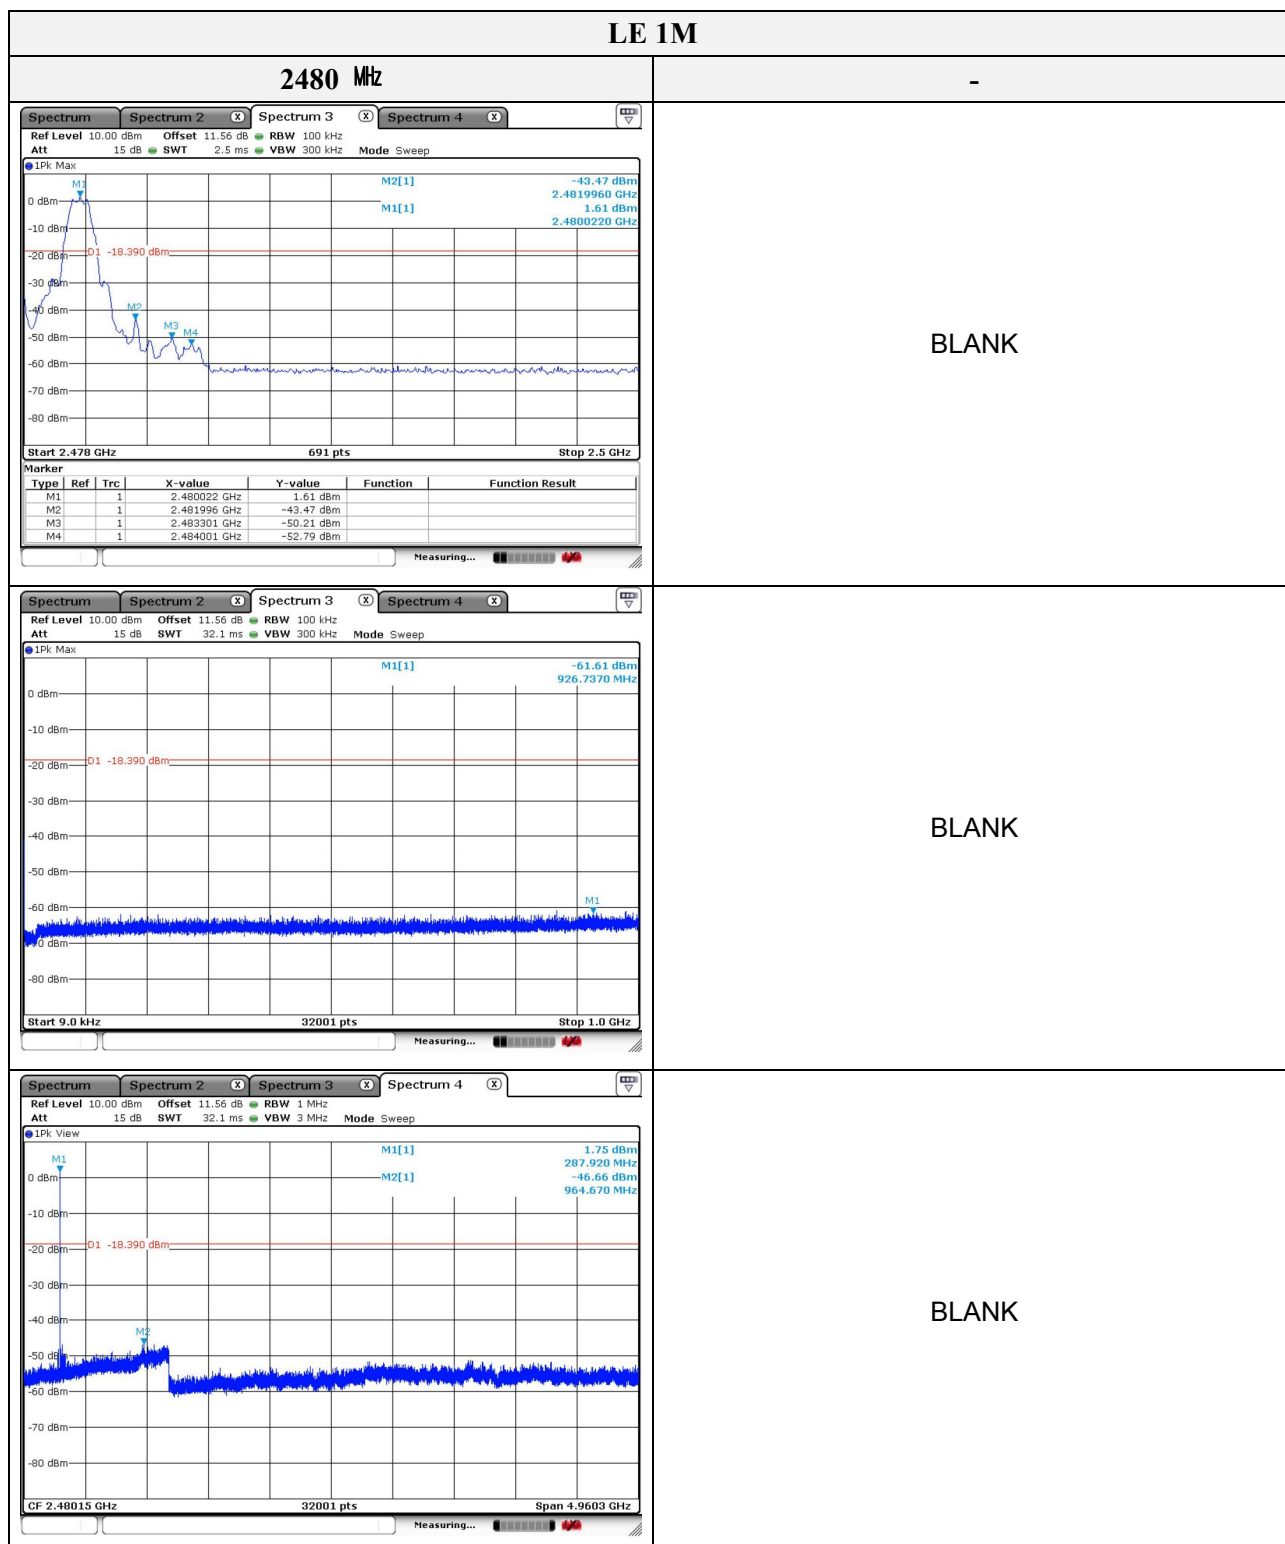 LE 1M
2480 ㎒
-
Spectrum Spectrum 2 X Spectrum 3 X Spectrum 4 X
Ref Level 10.00 dBm Offset 11.56 dB RBW 100 kHz
Att 15 dB SWT 2.5 ms VBW 300 kHz Mode Sweep
1Pk Max
M1
M2[1] -43.47 dBm
2.4819960 GHz
M1[1] 1.61 dBm
2.4800220 GHz
0 dBm
-10 dBm
D1 -18.390 dBm
-20 dBm
-30 dBm
-40 dBm
M2
M3
M4
-50 dBm
-60 dBm
-70 dBm
-80 dBm
Start 2.478 GHz 691 pts Stop 2.5 GHz
Marker
Type Ref Trc X-value Y-value Function Function Result
M1 1 2.480022 GHz 1.61 dBm
M2 1 2.481996 GHz -43.47 dBm
M3 1 2.483301 GHz -50.21 dBm
M4 1 2.484001 GHz -52.79 dBm
Measuring...
BLANK
Spectrum Spectrum 2 X Spectrum 3 X Spectrum 4 X
Ref Level 10.00 dBm Offset 11.56 dB RBW 100 kHz
Att 15 dB SWT 32.1 ms VBW 300 kHz Mode Sweep
1Pk Max
M1[1] -61.61 dBm
926.7370 MHz
0 dBm
-10 dBm
D1 -18.390 dBm
-20 dBm
-30 dBm
-40 dBm
-50 dBm
M1
-60 dBm
-70 dBm
-80 dBm
Start 9.0 kHz 32001 pts Stop 1.0 GHz
Measuring...
BLANK
Spectrum Spectrum 2 X Spectrum 3 X Spectrum 4 X
Ref Level 10.00 dBm Offset 11.56 dB RBW 1 MHz
Att 15 dB SWT 32.1 ms VBW 3 MHz Mode Sweep
1Pk View
M1
M1[1] 1.75 dBm
287.920 MHz
0 dBm M2[1] -46.66 dBm
964.670 MHz
-10 dBm
D1 -18.390 dBm
-20 dBm
-30 dBm
-40 dBm
M2
-50 dBm
-60 dBm
-70 dBm
-80 dBm
CF 2.48015 GHz 32001 pts Span 4.9603 GHz
Measuring...
BLANK